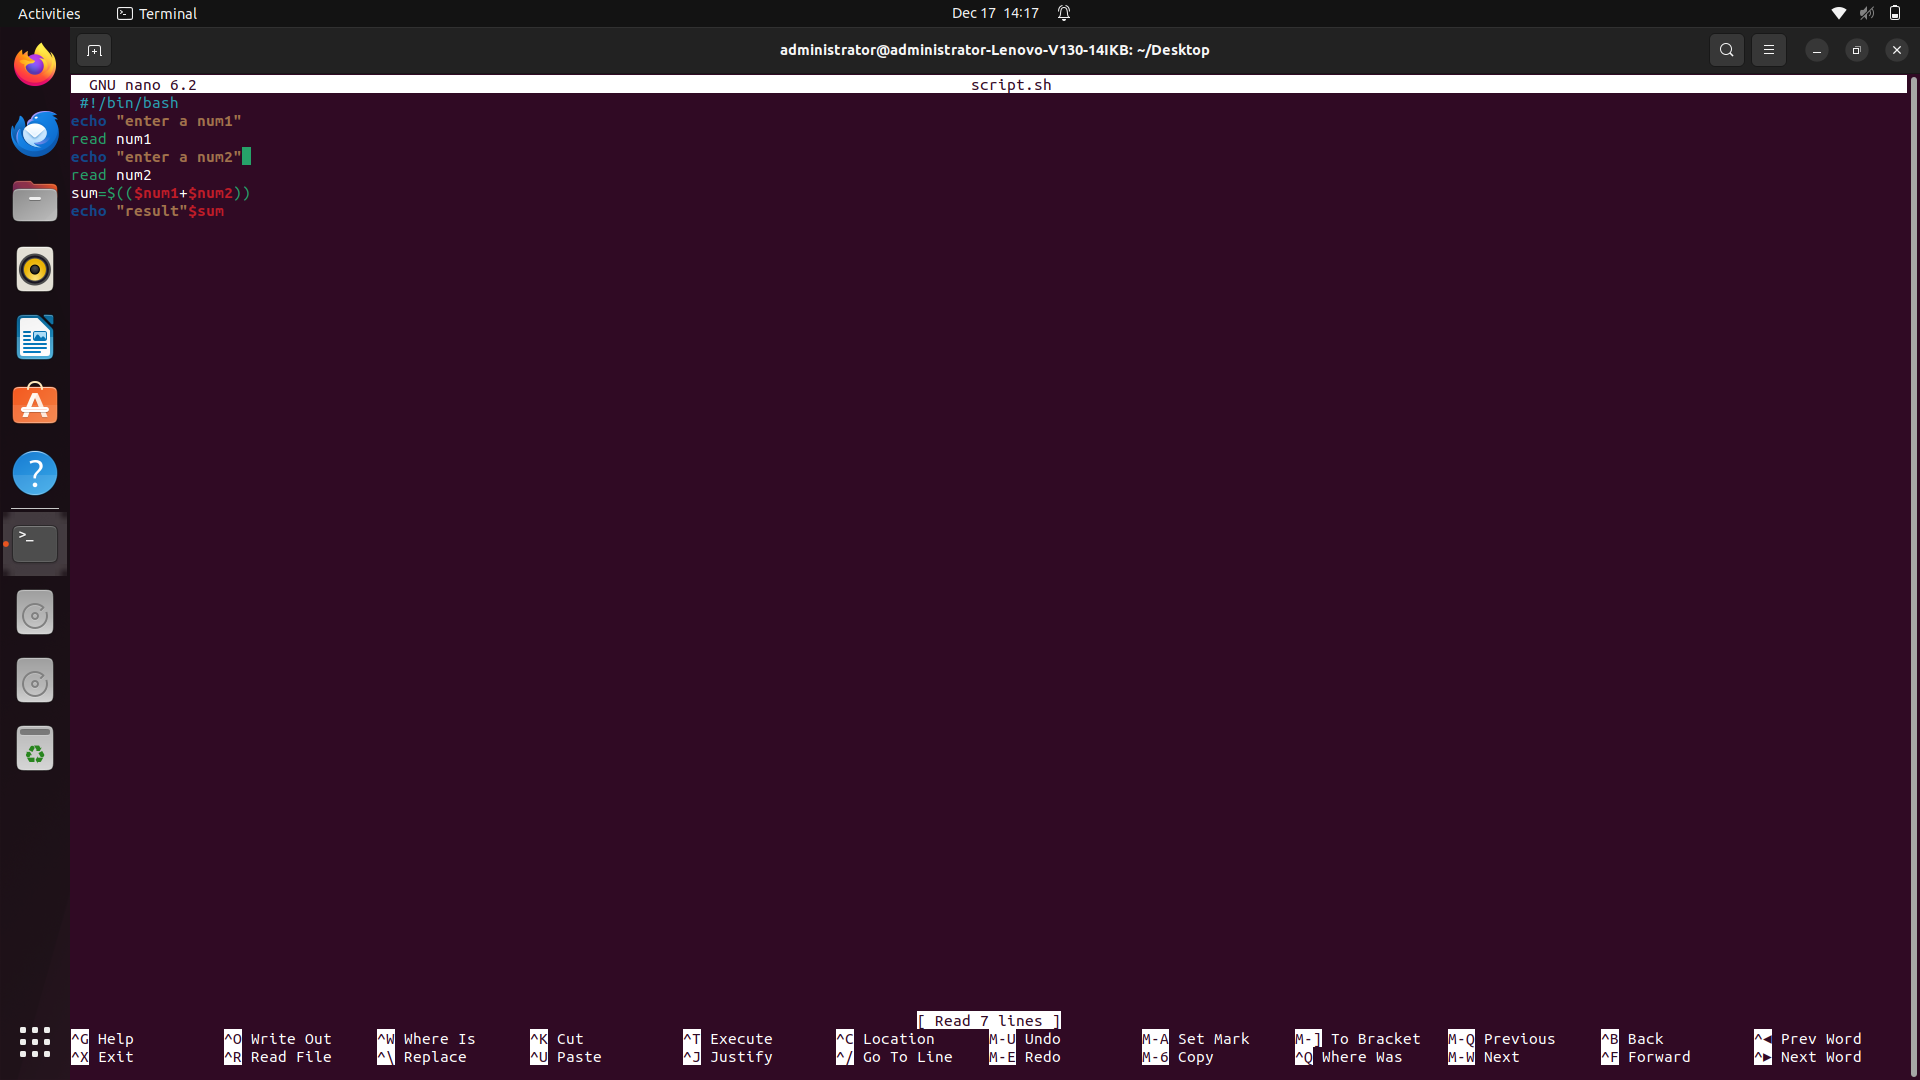 Activities Terminal Dec 17 14:17
administrator@administrator-Lenovo-V130-14IKB: ~/Desktop
GNU nano 6.2 script.sh
#!/bin/bash
echo "enter a num1"
read num1
echo "enter a num2"
read num2
sum=$(($num1+$num2))
echo "result"$sum
[ Read 7 lines ]
^G Help ^O Write Out ^W Where Is ^K Cut ^T Execute ^C Location M-U Undo M-A Set Mark M-] To Bracket M-Q Previous ^B Back ^◀ Prev Word
^X Exit ^R Read File ^\ Replace ^U Paste ^J Justify ^/ Go To Line M-E Redo M-6 Copy ^Q Where Was M-W Next ^F Forward ^▶ Next Word